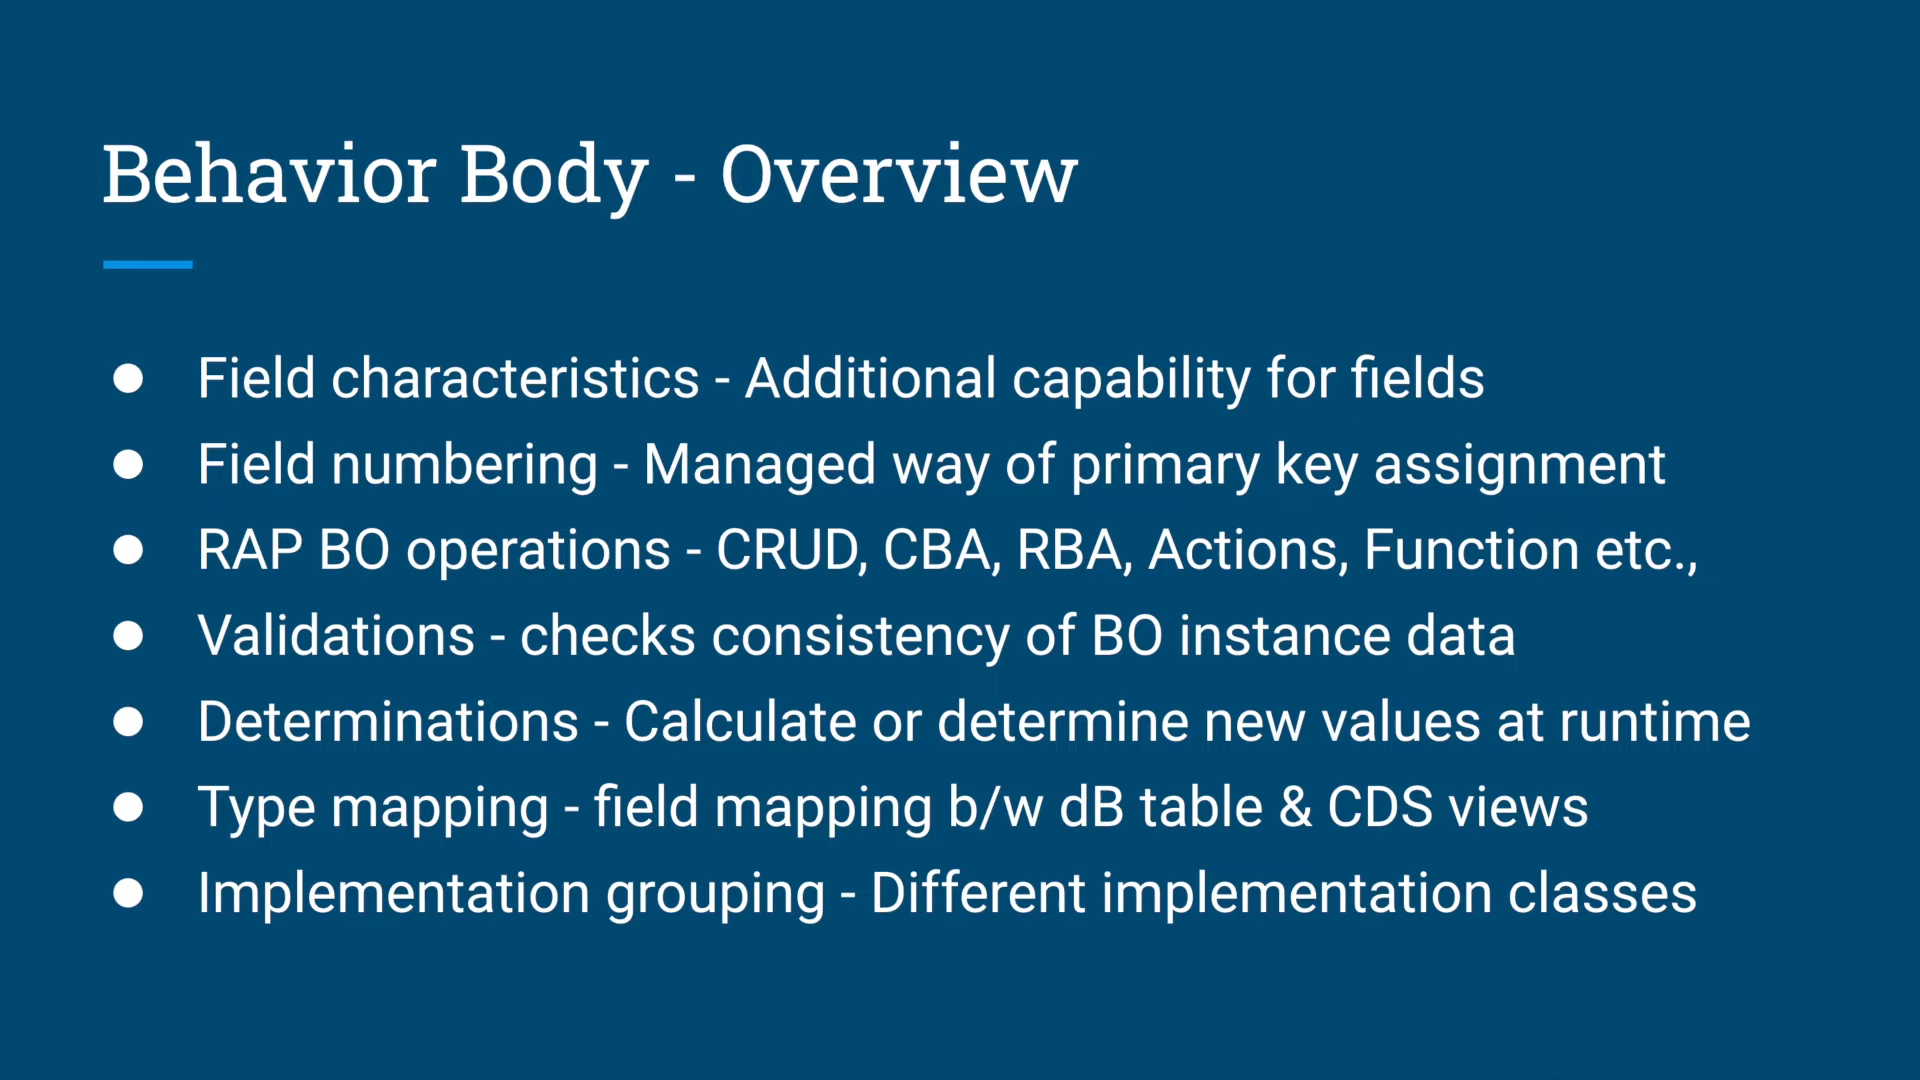 Behavior Body - Overview
● Field characteristics - Additional capability for fields
● Field numbering - Managed way of primary key assignment
● RAP BO operations - CRUD, CBA, RBA, Actions, Function etc.,
● Validations - checks consistency of BO instance data
● Determinations - Calculate or determine new values at runtime
● Type mapping - field mapping b/w dB table & CDS views
● Implementation grouping - Different implementation classes